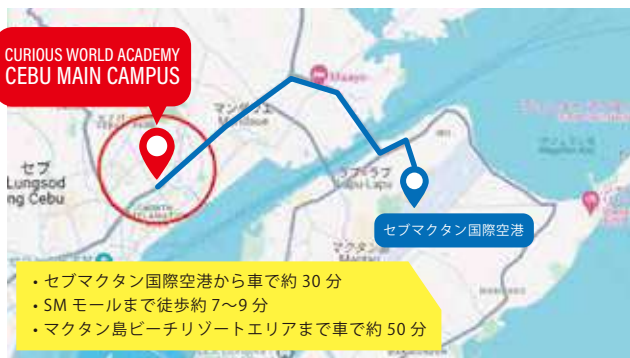 CURIOUS WORLD ACADEMY
CEBU MAIN CAMPUS
Maayo
マンダウエ
Mandaue
セブ
Lungsod
ng Cebu
ラプ=ラプ
Lapu-Lapu
セブマクタン国際空港
マクタン
Mactan
・セブマクタン国際空港から車で約 30 分
・SM モールまで徒歩約 7〜9 分
・マクタン島ビーチリゾートエリアまで車で約 50 分